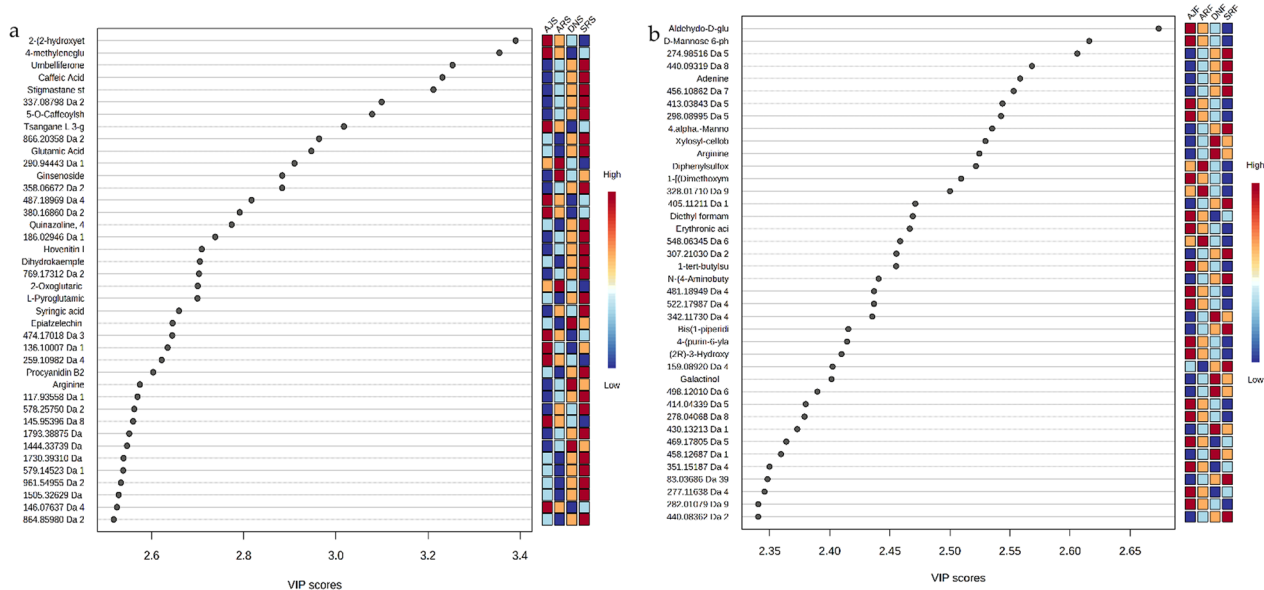 a
AJS ARS DNS SRS
2-(2-hydroxyet
4-methyleneglu
Umbelliferone
Caffeic Acid
Stigmastane st
337.08798 Da 2
5-O-Caffeoylsh
Tsangane L 3-g
866.20358 Da 2
Glutamic Acid
290.94443 Da 1
Ginsenoside
358.06672 Da 2
487.18969 Da 4
380.16860 Da 2
Quinazoline, 4
186.02946 Da 1
Hovenitin I
Dihydrokaempfe
769.17312 Da 2
2-Oxoglutaric
L-Pyroglutamic
Syringic acid
Epiafzelechin
474.17018 Da 3
136.10007 Da 1
259.10982 Da 4
Procyanidin B2
Arginine
117.93558 Da 1
578.25750 Da 2
145.95396 Da 8
1793.38875 Da
1444.33739 Da
1730.39310 Da
579.14523 Da 1
961.54955 Da 2
1505.32629 Da
146.07637 Da 4
864.85980 Da 2
2.6 2.8 3.0 3.2 3.4
VIP scores
High
Low
b
AJF ARF DNF SRF
Aldehydo-D-glu
D-Mannose 6-ph
274.98516 Da 5
440.09319 Da 8
Adenine
456.10862 Da 7
413.03843 Da 5
298.08995 Da 5
4.alpha.-Manno
Xylosyl-cellob
Arginine
Diphenylsulfox
1-[(Dimethoxym
328.01710 Da 9
405.11211 Da 1
Diethyl formam
Erythronic aci
548.06345 Da 6
307.21030 Da 2
1-tert-butylsu
N-(4-Aminobuty
481.18949 Da 4
522.17987 Da 4
342.11730 Da 4
Bis(1-piperidi
4-(purin-6-yla
(2R)-3-Hydroxy
159.08920 Da 4
Galactinol
498.12010 Da 6
414.04339 Da 5
278.04068 Da 8
430.13213 Da 1
469.17805 Da 5
458.12687 Da 1
351.15187 Da 4
83.03686 Da 39
277.11638 Da 4
282.01079 Da 9
440.08362 Da 2
2.35 2.40 2.45 2.50 2.55 2.60 2.65
VIP scores
High
Low